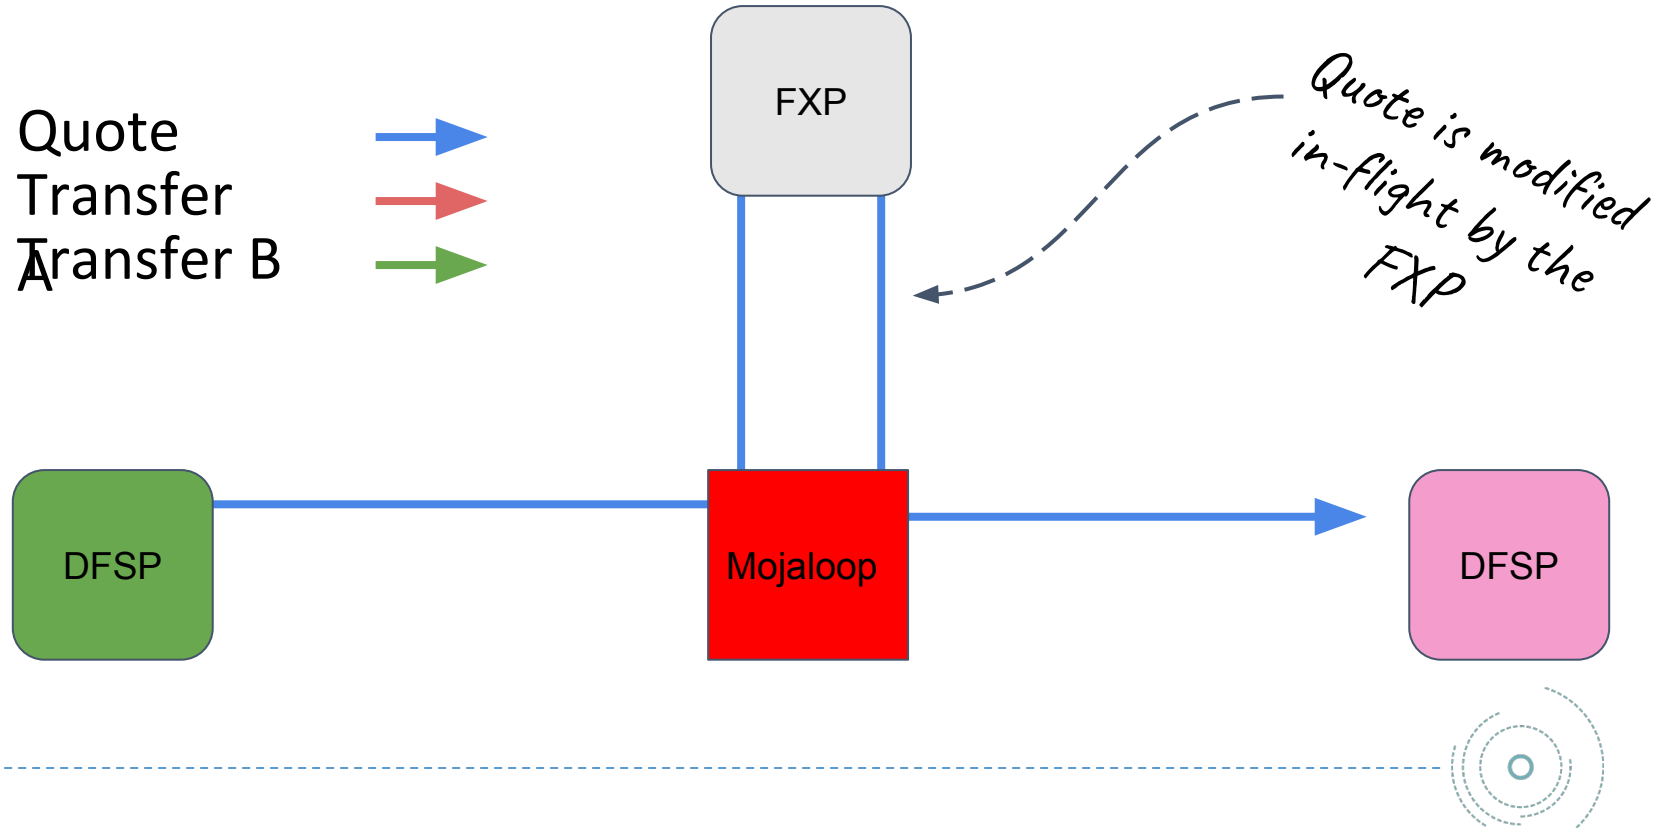 FXP
Quote
Transfer
A
Transfer B
Quote is modified
in-flight by the
FXP
DFSP
Mojaloop
DFSP